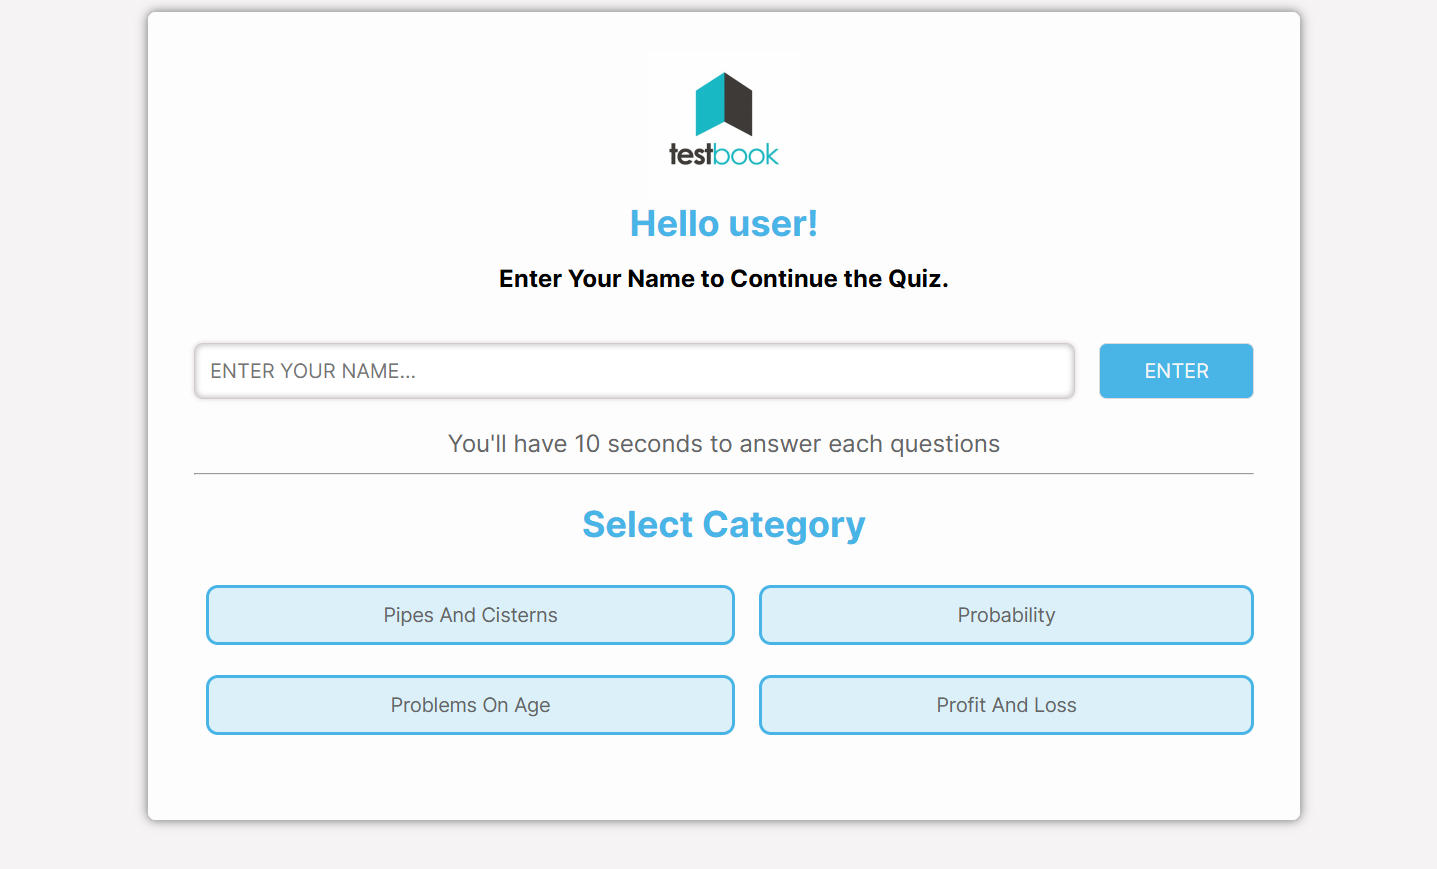 testbook
Hello user!
Enter Your Name to Continue the Quiz.
ENTER YOUR NAME...
ENTER
You'll have 10 seconds to answer each questions
Select Category
Pipes And Cisterns
Probability
Problems On Age
Profit And Loss